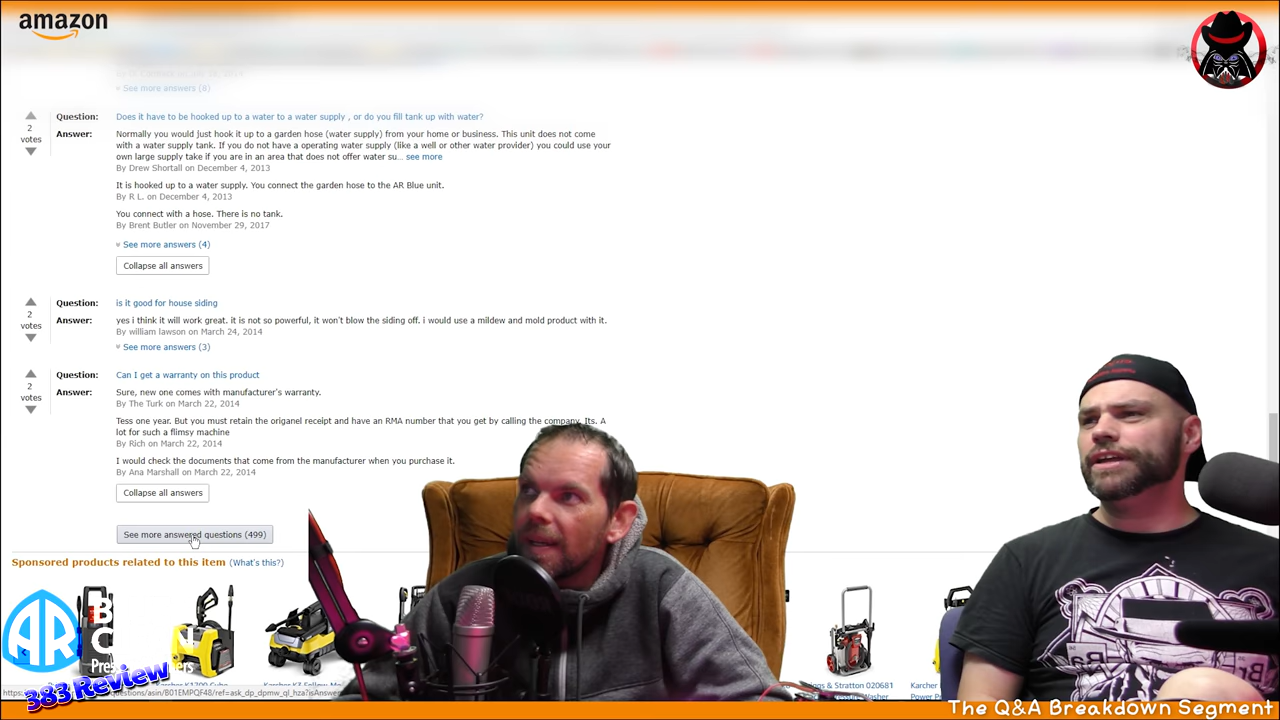 amazon
See more answers (6)
Question: Does it have to be hooked up to a water to a water supply , or do you fill tank up with water?
2
votes
Answer: Normally you would just hook it up to a garden hose (water supply) from your home or business. This unit does not come
with a water supply tank. If you do not have a operating water supply (like a well or other water provider) you could use your
own large supply take if you are in an area that does not offer water su... see more
By Drew Shortall on December 4, 2013
It is hooked up to a water supply. You connect the garden hose to the AR Blue unit.
By R L. on December 4, 2013
You connect with a hose. There is no tank.
By Brent Butler on November 29, 2017
See more answers (4)
Collapse all answers
Question: is it good for house siding
2
votes
Answer: yes i think it will work great. it is not so powerful, it won't blow the siding off. i would use a mildew and mold product with it.
By william lawson on March 24, 2014
See more answers (3)
Question: Can I get a warranty on this product
2
votes
Answer: Sure, new one comes with manufacturer's warranty.
By The Turk on March 22, 2014
Tess one year. But you must retain the origanel receipt and have an RMA number that you get by calling the company. Its. A
lot for such a flimsy machine
By Rich on March 22, 2014
I would check the documents that come from the manufacturer when you purchase it.
By Ana Marshall on March 22, 2014
Collapse all answers
See more answered questions (499)
Sponsored products related to this item (What's this?)
AR
383 Review
& Stratton 020681
Karcher
The Q&A Breakdown Segment